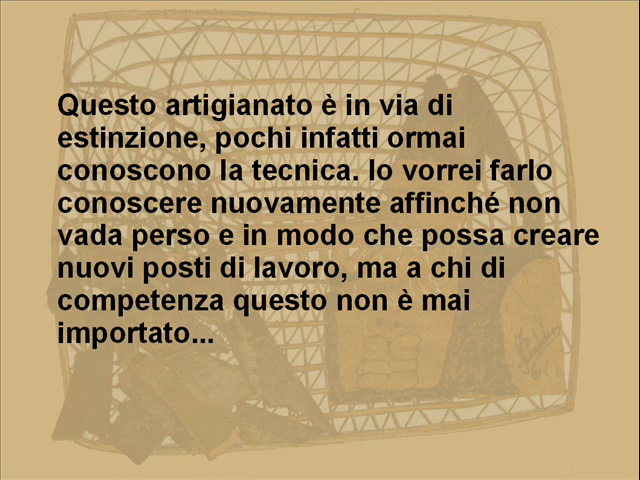 Questo artigianato è in via di
estinzione, pochi infatti ormai
conoscono la tecnica. Io vorrei farlo
conoscere nuovamente affinché non
vada perso e in modo che possa creare
nuovi posti di lavoro, ma a chi di
competenza questo non è mai
importato...